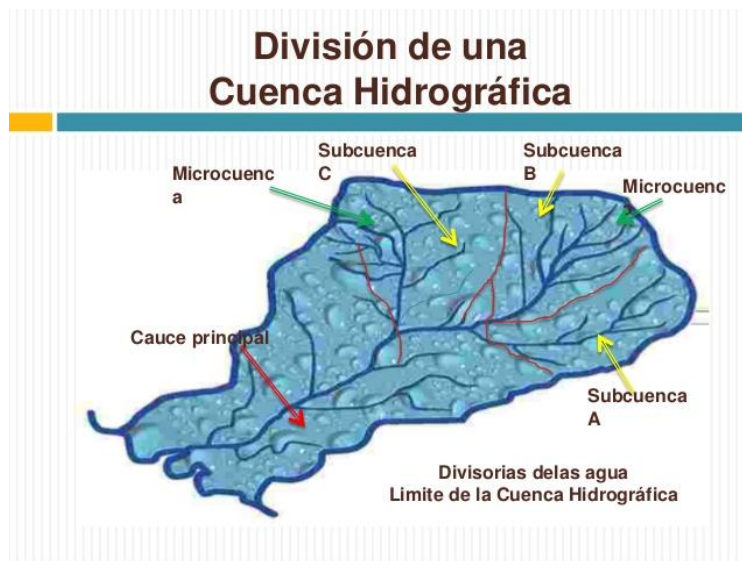 División de una
Cuenca Hidrográfica
Subcuenca
C
Subcuenca
B
Microcuenc
a
Microcuenc
Cauce principal
Subcuenca
A
Divisorias delas agua
Limite de la Cuenca Hidrográfica